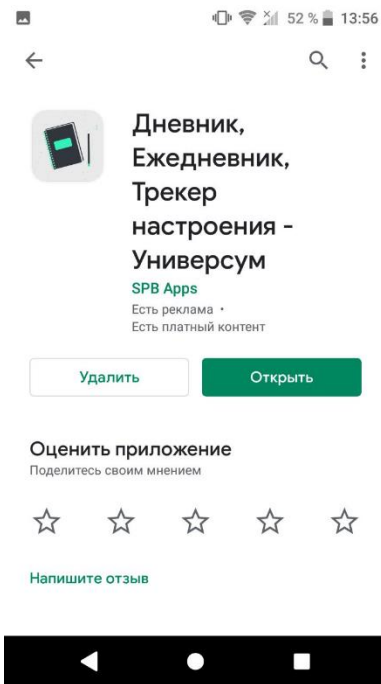 52 % 13:56
Дневник,
Ежедневник,
Трекер
настроения -
Универсум
SPB Apps
Есть реклама •
Есть платный контент
Удалить
Открыть
Оценить приложение
Поделитесь своим мнением
Напишите отзыв